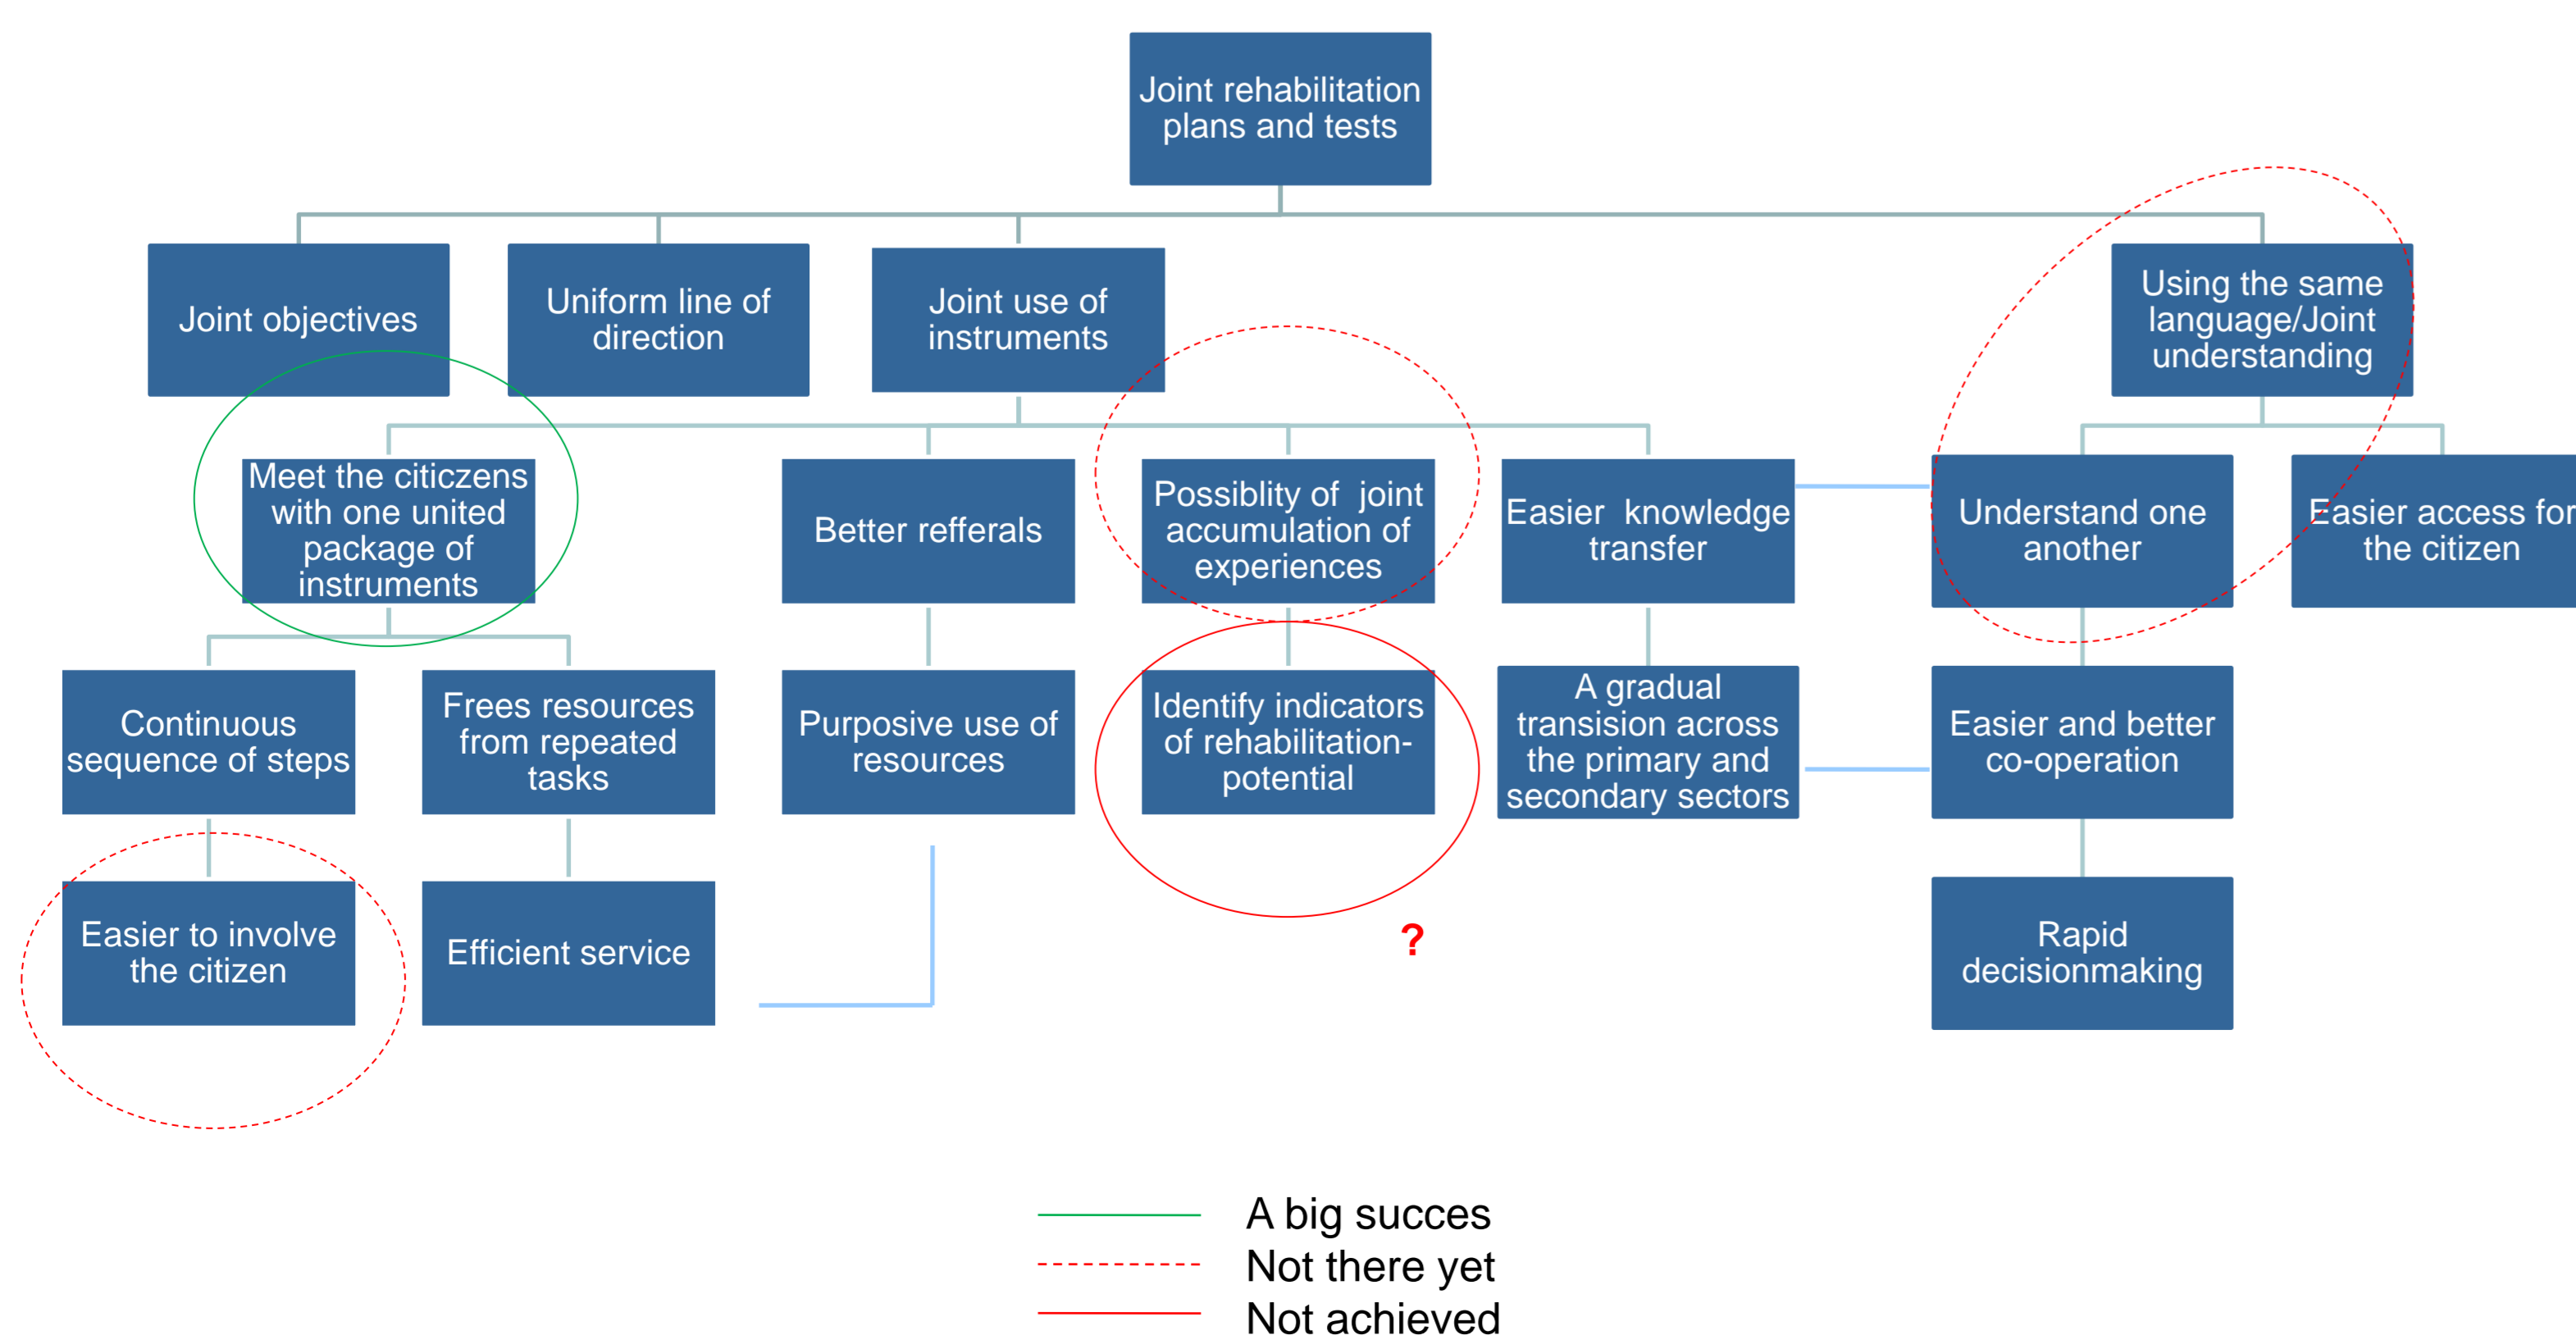 Joint rehabilitation
plans and tests
Joint objectives
Uniform line of
direction
Joint use of
instruments
Using the same
language/Joint
understanding
Meet the citiczens
with one united
package of
instruments
Better refferals
Possiblity of joint
accumulation of
experiences
Easier knowledge
transfer
Understand one
another
Easier access for
the citizen
Continuous
sequence of steps
Frees resources
from repeated
tasks
Purposive use of
resources
Identify indicators
of rehabilitation-
potential
A gradual
transision across
the primary and
secondary sectors
Easier and better
co-operation
Easier to involve
the citizen
Efficient service
?
Rapid
decisionmaking
A big succes
Not there yet
Not achieved